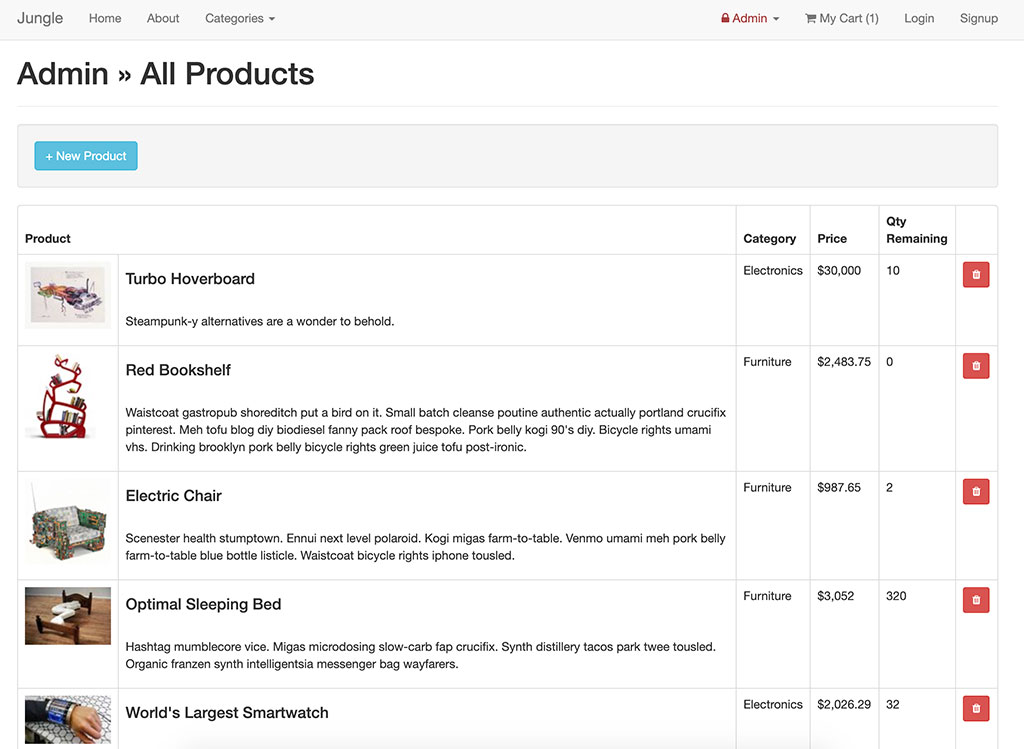 Jungle Home About Categories Admin My Cart (1) Login Signup
Admin » All Products
+ New Product
Product Category Price Qty Remaining
Turbo Hoverboard Electronics $30,000 10
Steampunk-y alternatives are a wonder to behold.
Red Bookshelf Furniture $2,483.75 0
Waistcoat gastropub shoreditch put a bird on it. Small batch cleanse poutine authentic actually portland crucifix
pinterest. Meh tofu blog diy biodiesel fanny pack roof bespoke. Pork belly kogi 90's diy. Bicycle rights umami
vhs. Drinking brooklyn pork belly bicycle rights green juice tofu post-ironic.
Electric Chair Furniture $987.65 2
Scenester health stumptown. Ennui next level polaroid. Kogi migas farm-to-table. Venmo umami meh pork belly
farm-to-table blue bottle listicle. Waistcoat bicycle rights iphone tousled.
Optimal Sleeping Bed Furniture $3,052 320
Hashtag mumblecore vice. Migas microdosing slow-carb fap crucifix. Synth distillery tacos park twee tousled.
Organic franzen synth intelligentsia messenger bag wayfarers.
World's Largest Smartwatch Electronics $2,026.29 32